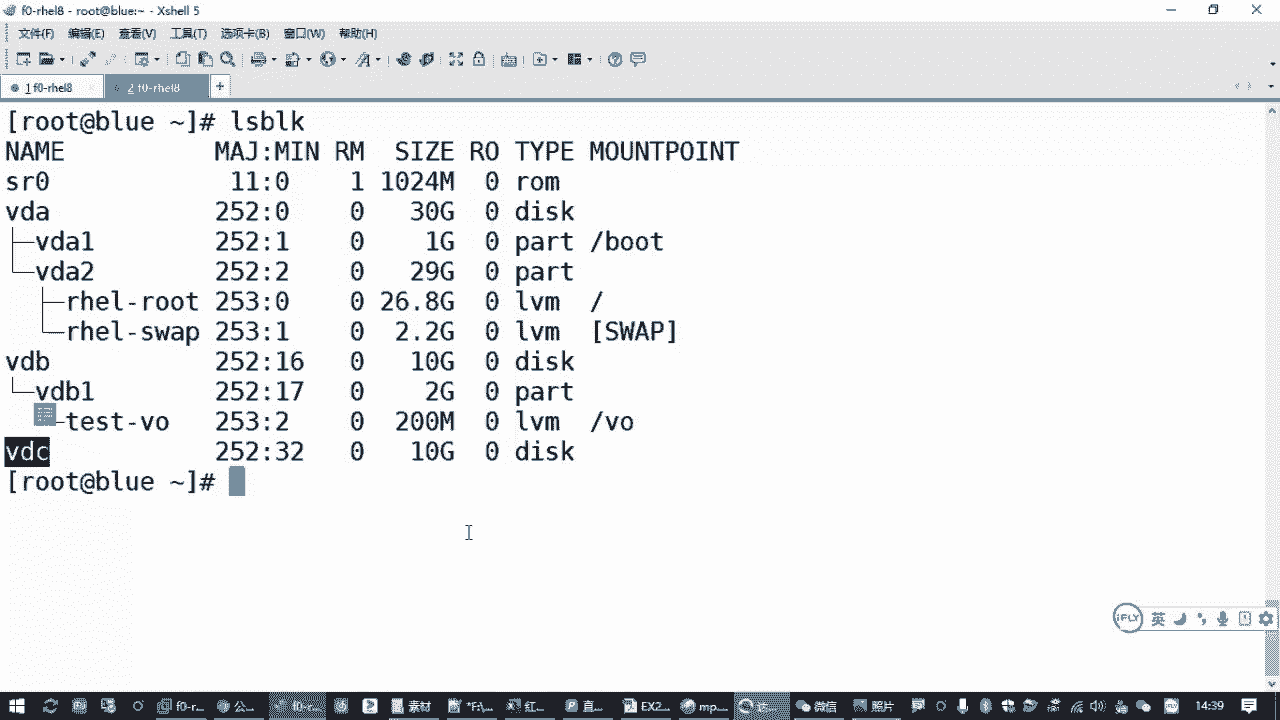 f0-rhel8 - root@blue:~ - Xshell 5
文件(F) 编辑(E) 查看(V) 工具(T) 选项卡(B) 窗口(W) 帮助(H)
1 f0-rhel8 2 f0-rhel8 +
[root@blue ~]# lsblk
NAME MAJ:MIN RM SIZE RO TYPE MOUNTPOINT
sr0 11:0 1 1024M 0 rom
vda 252:0 0 30G 0 disk
├─vda1 252:1 0 1G 0 part /boot
└─vda2 252:2 0 29G 0 part
├─rhel-root 253:0 0 26.8G 0 lvm /
└─rhel-swap 253:1 0 2.2G 0 lvm [SWAP]
vdb 252:16 0 10G 0 disk
└─vdb1 252:17 0 2G 0 part
─test-vo 253:2 0 200M 0 lvm /vo
vdc 252:32 0 10G 0 disk
[root@blue ~]#
iFLY 英
f0-r... 公... f0-r... 素材 红... 直... EX2... mp... 微信 照片 14:39